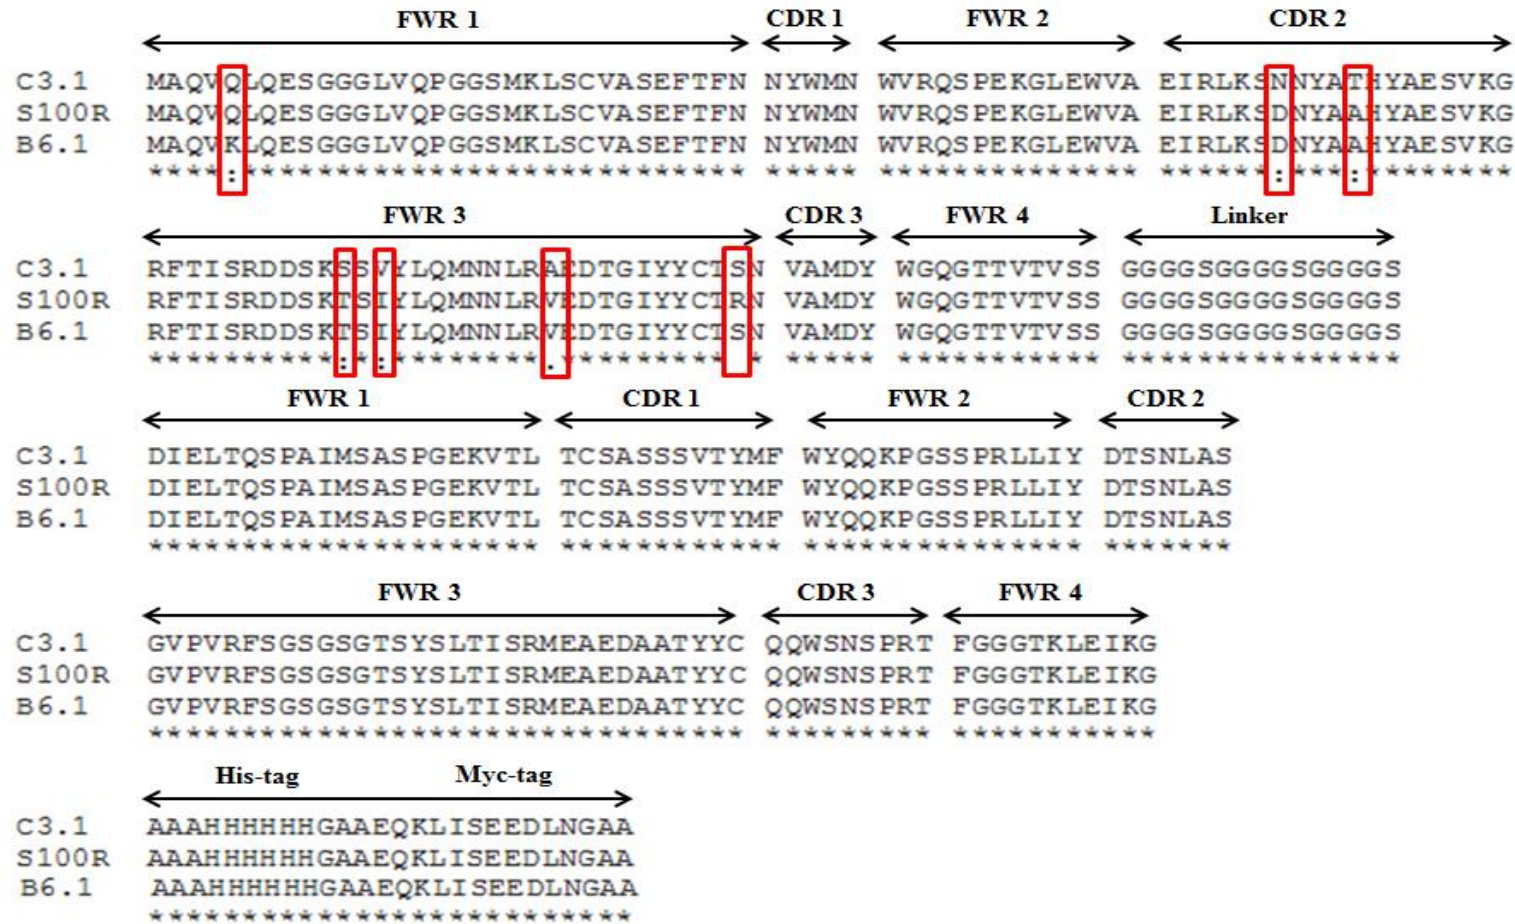 FWR 1 CDR 1 FWR 2 CDR 2
C3.1 MAQVQLQESGGGLVQPGGSMKLSCVASEFTFN NYWMN WVRQSPEKGLEWVA EIRLKSNNYATHYAESVKG
S100R MAQVQLQESGGGLVQPGGSMKLSCVASEFTFN NYWMN WVRQSPEKGLEWVA EIRLKSDNYAAHYAESVKG
B6.1 MAQVKLQESGGGLVQPGGSMKLSCVASEFTFN NYWMN WVRQSPEKGLEWVA EIRLKSDNYAAHYAESVKG
****:*************************** ***** ************** ******:***:********
FWR 3 CDR 3 FWR 4 Linker
C3.1 RFTISRDDSKSSVYLQMNNLRAEDTGIYYCTSN VAMDY WGQGTTVTVSS GGGGSGGGGSGGGGS
S100R RFTISRDDSKTSIYLQMNNLRVEDTGIYYCTRN VAMDY WGQGTTVTVSS GGGGSGGGGSGGGGS
B6.1 RFTISRDDSKTSIYLQMNNLRVEDTGIYYCTSN VAMDY WGQGTTVTVSS GGGGSGGGGSGGGGS
**********:*:********.********* * ***** *********** ***************
FWR 1 CDR 1 FWR 2 CDR 2
C3.1 DIELTQSPAIMSASPGEKVTL TCSASSSVTYMF WYQQKPGSSPRLLIY DTSNLAS
S100R DIELTQSPAIMSASPGEKVTL TCSASSSVTYMF WYQQKPGSSPRLLIY DTSNLAS
B6.1 DIELTQSPAIMSASPGEKVTL TCSASSSVTYMF WYQQKPGSSPRLLIY DTSNLAS
********************* ************ *************** *******
FWR 3 CDR 3 FWR 4
C3.1 GVPVRFSGSGSGTSYSLTISRMEAEDAATYYC QQWSNSPRT FGGGTKLEIKG
S100R GVPVRFSGSGSGTSYSLTISRMEAEDAATYYC QQWSNSPRT FGGGTKLEIKG
B6.1 GVPVRFSGSGSGTSYSLTISRMEAEDAATYYC QQWSNSPRT FGGGTKLEIKG
******************************** ********* ***********
His-tag Myc-tag
C3.1 AAAHHHHHHGAAEQKLISEEDLNGAA
S100R AAAHHHHHHGAAEQKLISEEDLNGAA
B6.1 AAAHHHHHHGAAEQKLISEEDLNGAA
**************************